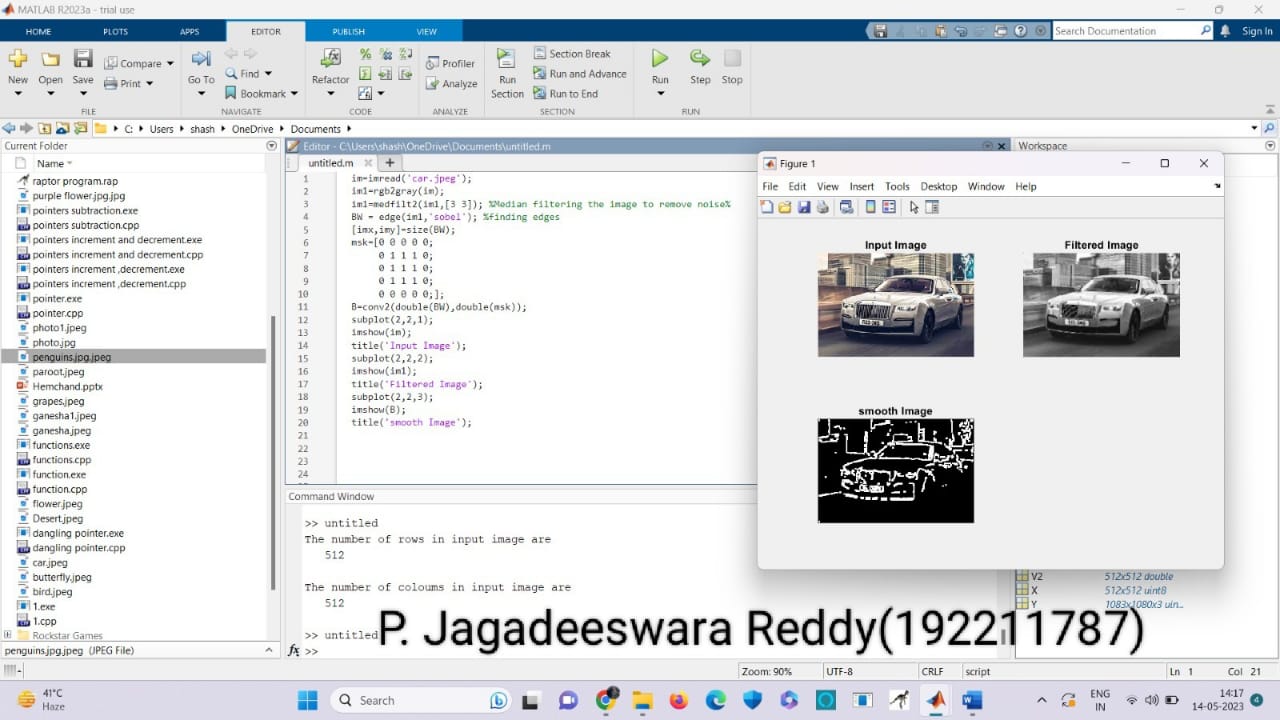 MATLAB R2023a - trial use
HOME PLOTS APPS EDITOR PUBLISH VIEW
Search Documentation Sign In
New Open Save Compare Print
Go To Find Bookmark
Refactor
Profiler Analyze
Run Section
Section Break
Run and Advance
Run to End
Run Step Stop
FILE NAVIGATE CODE ANALYZE SECTION RUN
C: Users shash OneDrive Documents
Current Folder
Name
raptor program.rap
purple flower.jpg.jpg
pointers subtraction.exe
pointers subtraction.cpp
pointers increment and decrement.exe
pointers increment and decrement.cpp
pointers increment ,decrement.exe
pointers increment ,decrement.cpp
pointer.exe
pointer.cpp
photo1.jpeg
photo.jpg
penguins.jpg.jpeg
paroot.jpeg
Hemchand.pptx
grapes.jpeg
ganesha1.jpeg
ganesha.jpeg
functions.exe
functions.cpp
function.exe
function.cpp
flower.jpeg
Desert.jpeg
dangling pointer.exe
dangling pointer.cpp
car.jpeg
butterfly.jpeg
bird.jpeg
1.exe
1.cpp
Rockstar Games
penguins.jpg.jpeg (JPEG File)
Editor - C:\Users\shash\OneDrive\Documents\untitled.m
untitled.m
1 im=imread('car.jpeg');
2 im1=rgb2gray(im);
3 im1=medfilt2(im1,[3 3]); %Median filtering the image to remove noise%
4 BW = edge(im1,'sobel'); %finding edges
5 [imx,imy]=size(BW);
6 msk=[0 0 0 0 0;
7 0 1 1 1 0;
8 0 1 1 1 0;
9 0 1 1 1 0;
10 0 0 0 0 0;];
11 B=conv2(double(BW),double(msk));
12 subplot(2,2,1);
13 imshow(im);
14 title('Input Image');
15 subplot(2,2,2);
16 imshow(im1);
17 title('Filtered Image');
18 subplot(2,2,3);
19 imshow(B);
20 title('smooth Image');
21
22
23
24
Command Window
>> untitled
The number of rows in input image are
512
The number of coloums in input image are
512
>> untitled
fx >>
Workspace
Figure 1
File Edit View Insert Tools Desktop Window Help
Input Image
Filtered Image
smooth Image
V2 512x512 double
X 512x512 uint8
Y 1083x1080x3 uin...
P. Jagadeeswara Reddy(192211787)
Zoom: 90% UTF-8 CRLF script Ln 1 Col 21
41°C
Haze
Search
ENG
IN
14:17
14-05-2023
4